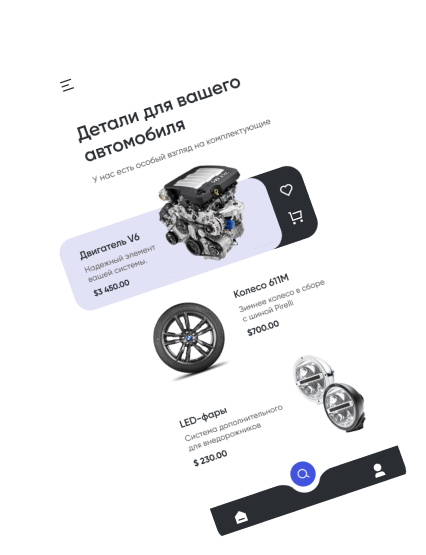 Детали для вашего
автомобиля
У нас есть особый взгляд на комплектующие
Двигатель V6
Надежный элемент
вашей системы.
$3 450.00
Колесо 611М
Зимнее колесо в сборе
с шиной Pirelli
$700.00
LED-фары
Система дополнительного
для внедорожников
$ 230.00